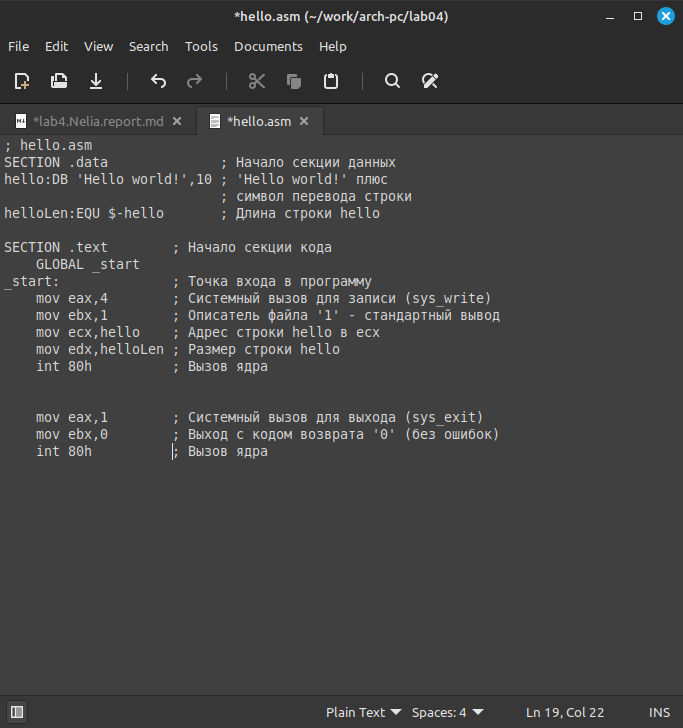 *hello.asm (~/work/arch-pc/lab04)
File Edit View Search Tools Documents Help
*lab4.Nelia.report.md *hello.asm
; hello.asm
SECTION .data ; Начало секции данных
hello:DB 'Hello world!',10 ; 'Hello world!' плюс
; символ перевода строки
helloLen:EQU $-hello ; Длина строки hello
SECTION .text ; Начало секции кода
GLOBAL _start
_start: ; Точка входа в программу
mov eax,4 ; Системный вызов для записи (sys_write)
mov ebx,1 ; Описатель файла '1' - стандартный вывод
mov ecx,hello ; Адрес строки hello в ecx
mov edx,helloLen ; Размер строки hello
int 80h ; Вызов ядра
mov eax,1 ; Системный вызов для выхода (sys_exit)
mov ebx,0 ; Выход с кодом возврата '0' (без ошибок)
int 80h ; Вызов ядра
Plain Text Spaces: 4 Ln 19, Col 22 INS